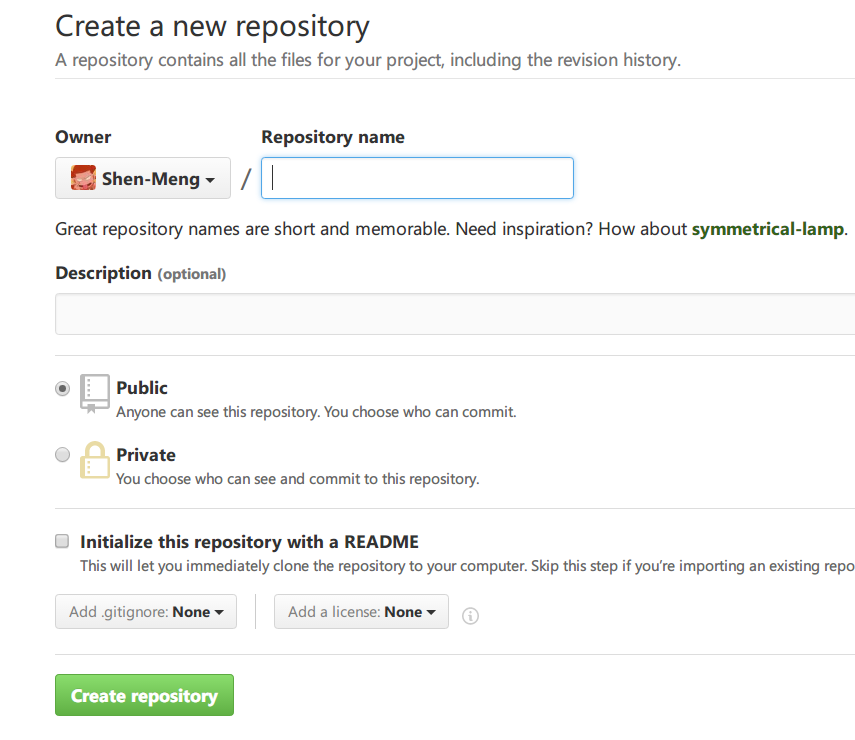 Create a new repository
A repository contains all the files for your project, including the revision history.
Owner
Repository name
Shen-Meng
/
Great repository names are short and memorable. Need inspiration? How about symmetrical-lamp.
Description (optional)
Public
Anyone can see this repository. You choose who can commit.
Private
You choose who can see and commit to this repository.
Initialize this repository with a README
This will let you immediately clone the repository to your computer. Skip this step if you’re importing an existing repo
Add .gitignore: None
Add a license: None
Create repository